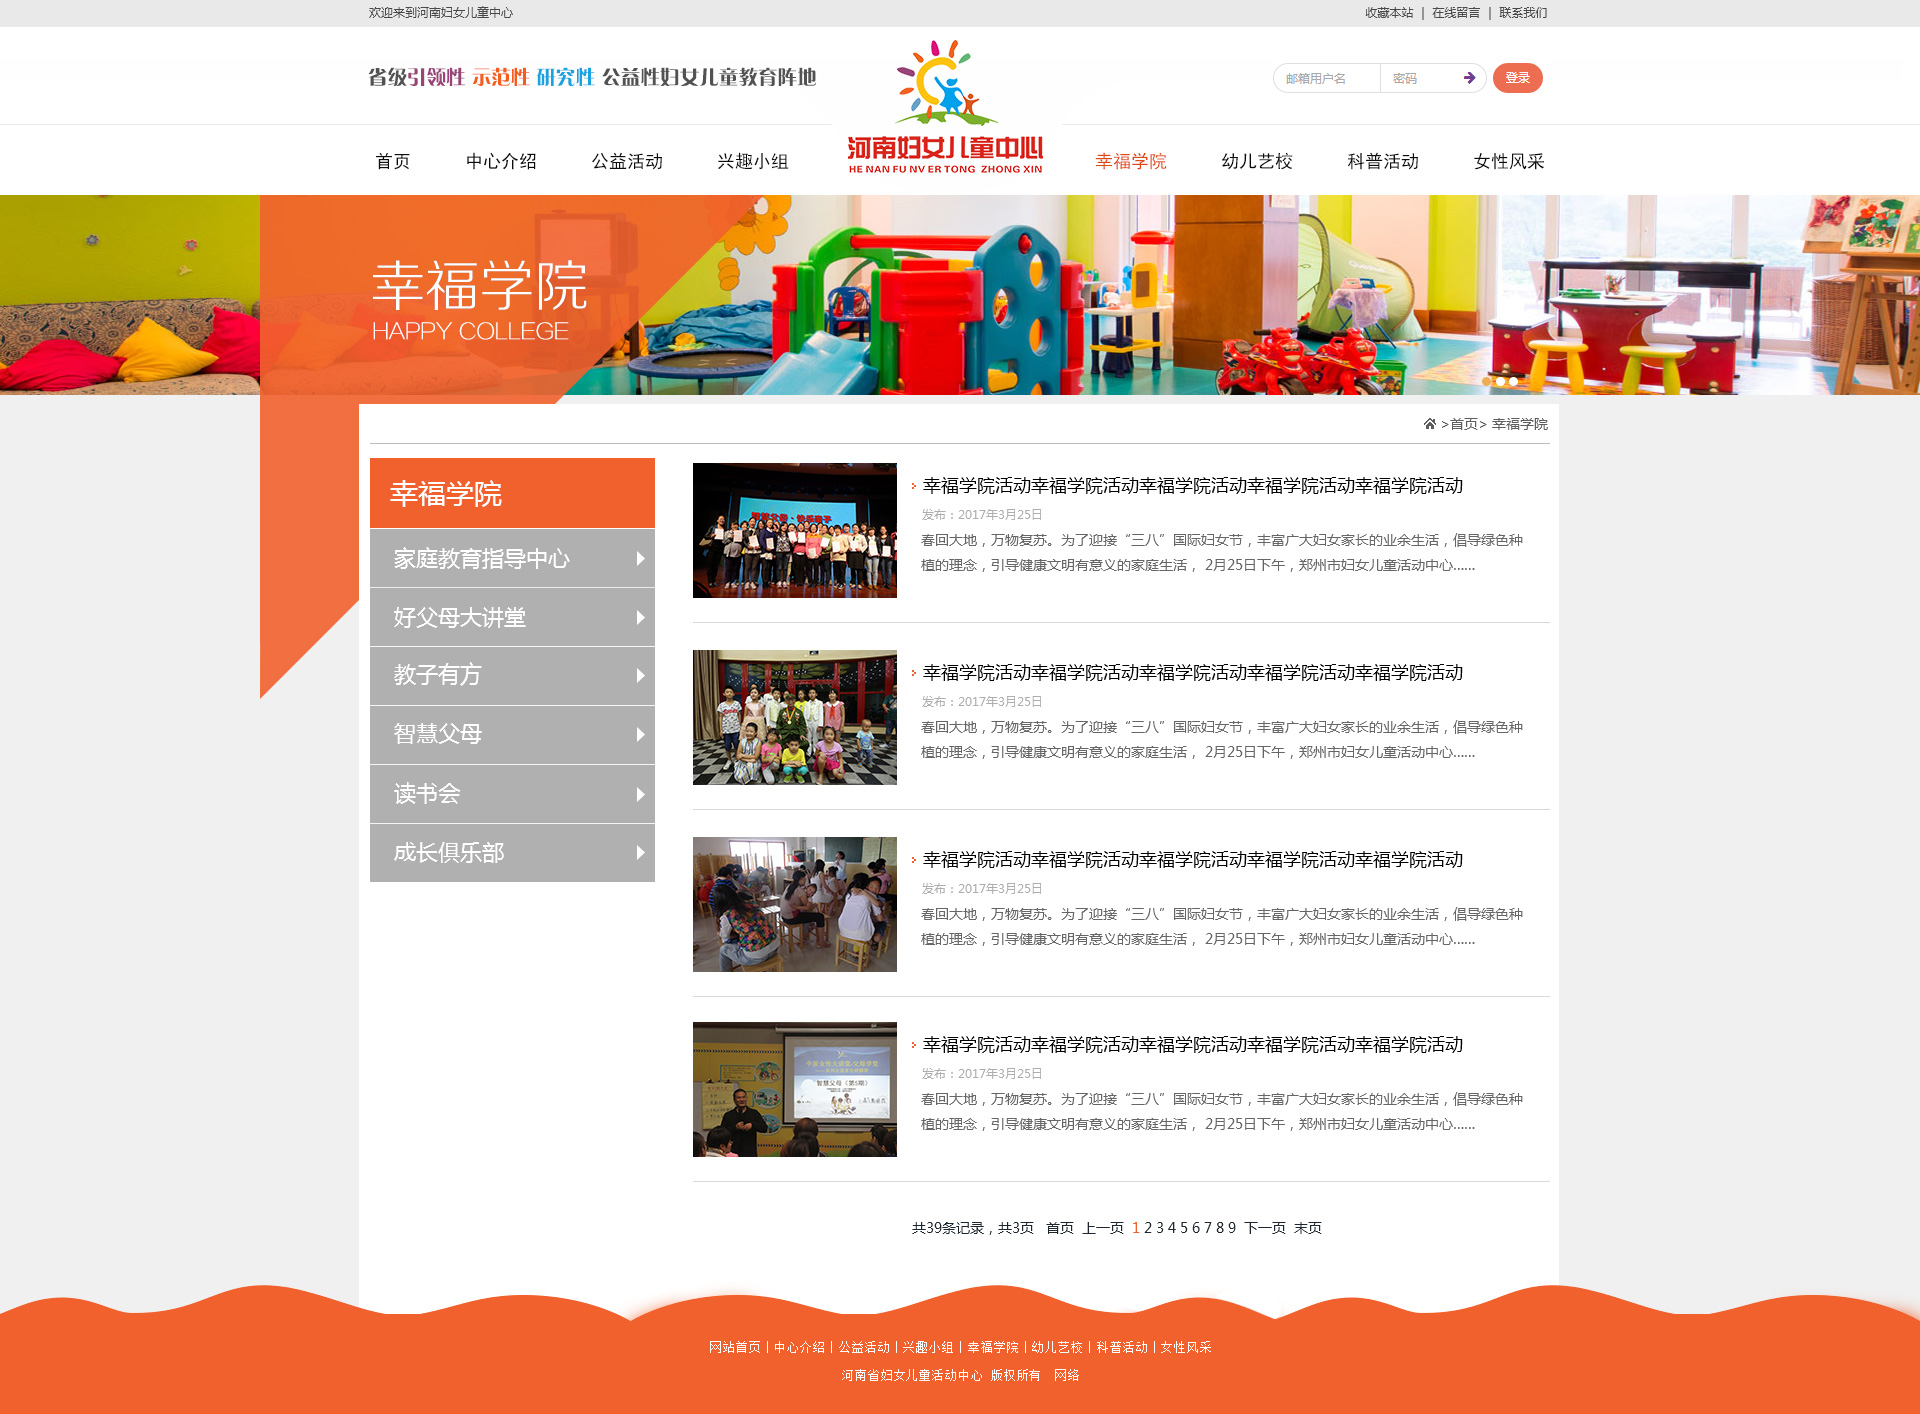 欢迎来到河南妇女儿童中心
收藏本站 | 在线留言 | 联系我们
省级引领性 示范性 研究性 公益性妇女儿童教育阵地
邮箱用户名 密码 登录
首页 中心介绍 公益活动 兴趣小组 幸福学院 幼儿艺校 科普活动 女性风采
河南妇女儿童中心
HE NAN FU NV ER TONG ZHONG XIN
幸福学院
HAPPY COLLEGE
>首页> 幸福学院
幸福学院
家庭教育指导中心
好父母大讲堂
教子有方
智慧父母
读书会
成长俱乐部
幸福学院活动幸福学院活动幸福学院活动幸福学院活动幸福学院活动
发布：2017年3月25日
春回大地，万物复苏。为了迎接“三八”国际妇女节，丰富广大妇女家长的业余生活，倡导绿色种
植的理念，引导健康文明有意义的家庭生活， 2月25日下午，郑州市妇女儿童活动中心......
幸福学院活动幸福学院活动幸福学院活动幸福学院活动幸福学院活动
发布：2017年3月25日
春回大地，万物复苏。为了迎接“三八”国际妇女节，丰富广大妇女家长的业余生活，倡导绿色种
植的理念，引导健康文明有意义的家庭生活， 2月25日下午，郑州市妇女儿童活动中心......
幸福学院活动幸福学院活动幸福学院活动幸福学院活动幸福学院活动
发布：2017年3月25日
春回大地，万物复苏。为了迎接“三八”国际妇女节，丰富广大妇女家长的业余生活，倡导绿色种
植的理念，引导健康文明有意义的家庭生活， 2月25日下午，郑州市妇女儿童活动中心......
智慧父母（第5期）
幸福学院活动幸福学院活动幸福学院活动幸福学院活动幸福学院活动
发布：2017年3月25日
春回大地，万物复苏。为了迎接“三八”国际妇女节，丰富广大妇女家长的业余生活，倡导绿色种
植的理念，引导健康文明有意义的家庭生活， 2月25日下午，郑州市妇女儿童活动中心......
共39条记录，共3页 首页 上一页 1 2 3 4 5 6 7 8 9 下一页 末页
网站首页 | 中心介绍 | 公益活动 | 兴趣小组 | 幸福学院 | 幼儿艺校 | 科普活动 | 女性风采
河南省妇女儿童活动中心 版权所有 网络